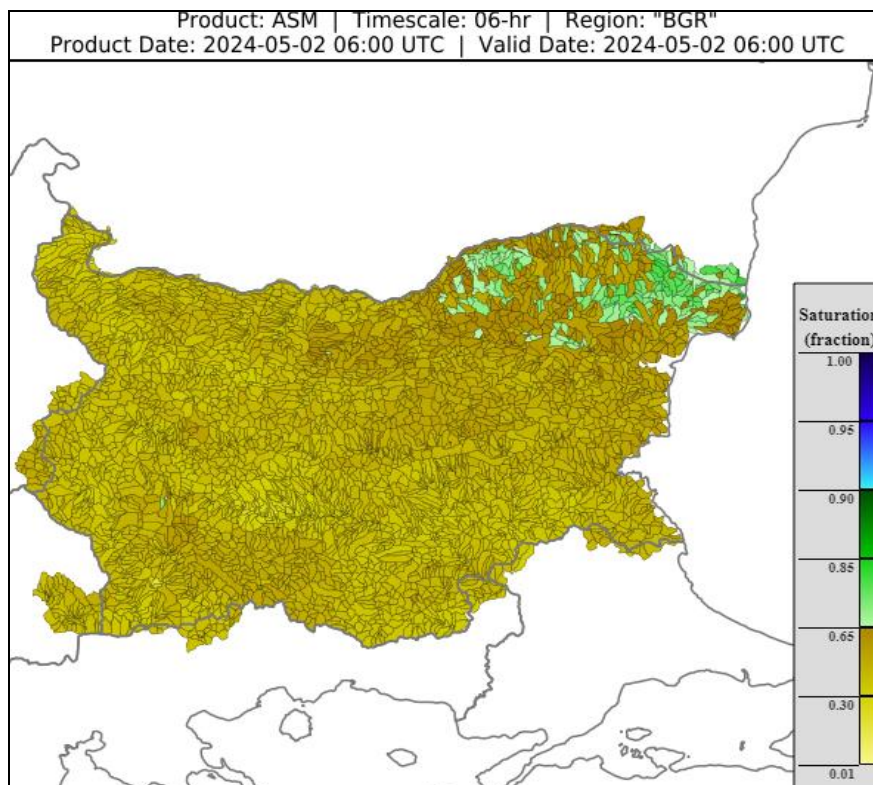 Product: ASM | Timescale: 06-hr | Region: "BGR"
Product Date: 2024-05-02 06:00 UTC | Valid Date: 2024-05-02 06:00 UTC
Saturation
(fraction)
1.00
0.95
0.90
0.85
0.65
0.30
0.01